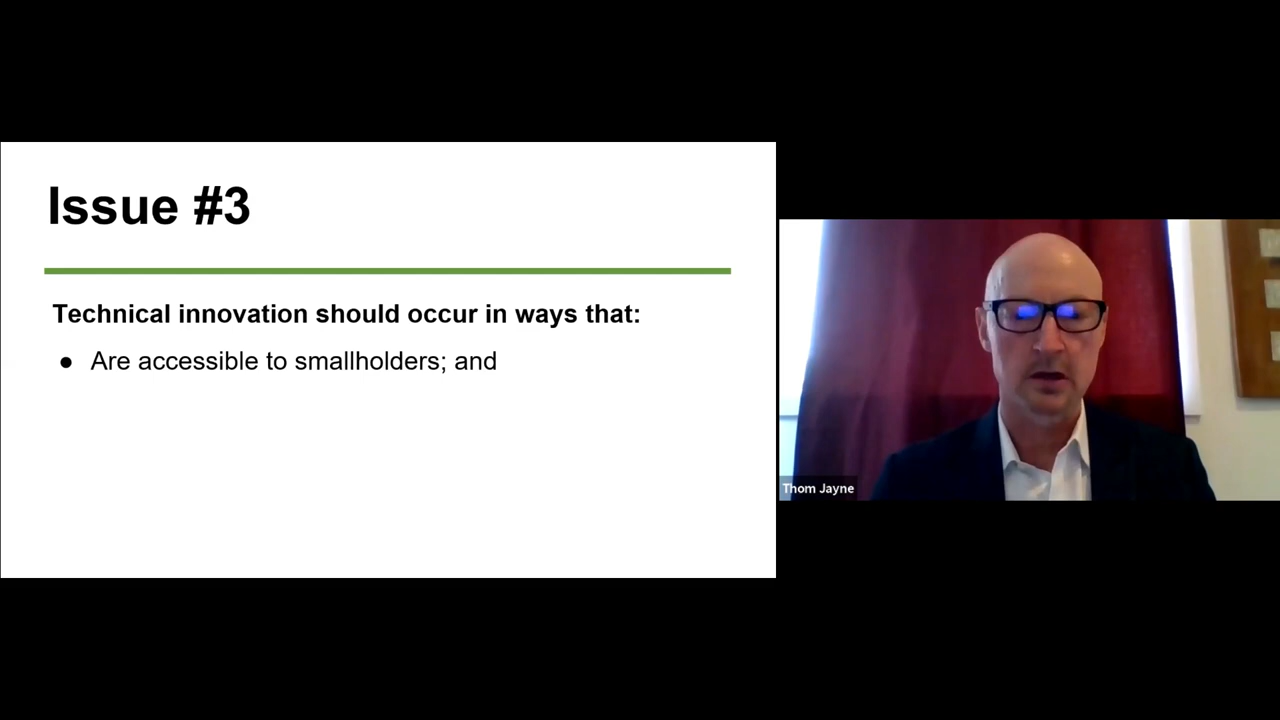 Issue #3
Technical innovation should occur in ways that:
● Are accessible to smallholders; and
Thom Jayne